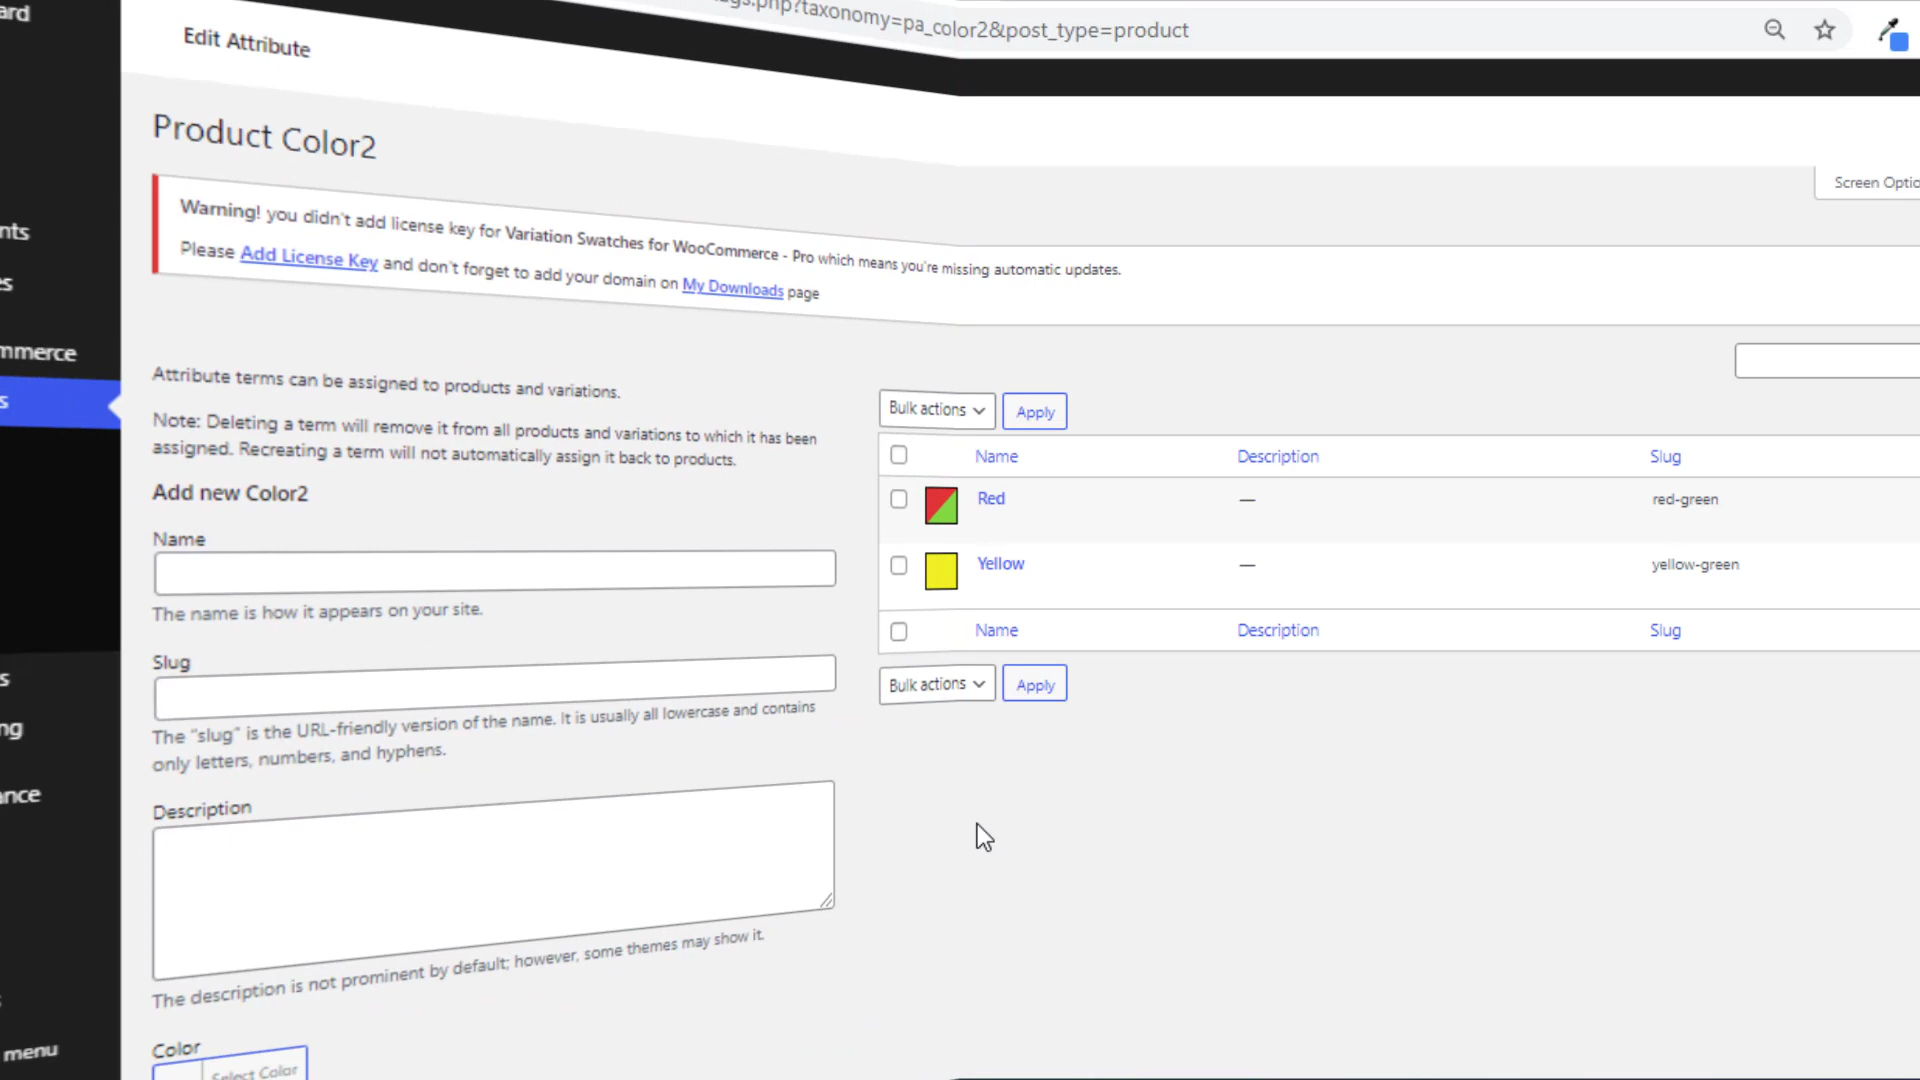 taxonomy=pa_color2&post_type=product
Edit Attribute
Product Color2
Screen Optio
Warning! you didn't add license key for Variation Swatches for WooCommerce - Pro which means you're missing automatic updates.
Please Add License Key and don't forget to add your domain on My Downloads page
mmerce
ance
menu
Attribute terms can be assigned to products and variations.
Note: Deleting a term will remove it from all products and variations to which it has been
assigned. Recreating a term will not automatically assign it back to products.
Add new Color2
Name
The name is how it appears on your site.
Slug
The "slug" is the URL-friendly version of the name. It is usually all lowercase and contains
only letters, numbers, and hyphens.
Description
The description is not prominent by default; however, some themes may show it.
Color
Select Color
Bulk actions Apply
Name Description Slug
Red — red-green
Yellow — yellow-green
Name Description Slug
Bulk actions Apply